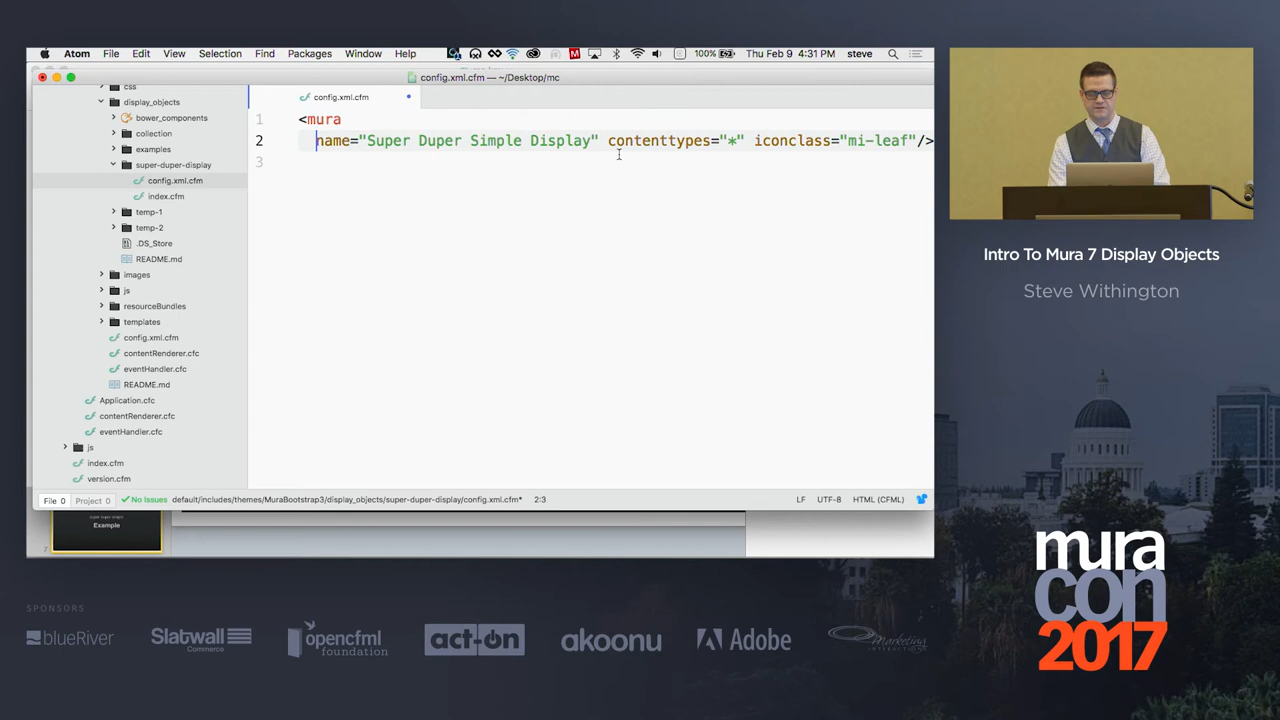 Atom File Edit View Selection Find Packages Window Help 100% Thu Feb 9 4:31 PM steve
config.xml.cfm — ~/Desktop/mc
css
display_objects
bower_components
collection
examples
super-duper-display
config.xml.cfm
index.cfm
temp-1
temp-2
.DS_Store
README.md
images
js
resourceBundles
templates
config.xml.cfm
contentRenderer.cfc
eventHandler.cfc
README.md
Application.cfc
contentRenderer.cfc
eventHandler.cfc
js
index.cfm
version.cfm
config.xml.cfm
1 <mura
2 name="Super Duper Simple Display" contenttypes="*" iconclass="mi-leaf"/>
3
File 0 Project 0 No Issues default/includes/themes/MuraBootstrap3/display_objects/super-duper-display/config.xml.cfm* 2:3 LF UTF-8 HTML (CFML)
Example
7
Intro To Mura 7 Display Objects
Steve Withington
mura
con
2017
SPONSORS
blueRiver
Slatwall
Commerce
opencfml
foundation
act-on
akoonu
Adobe
Marketing